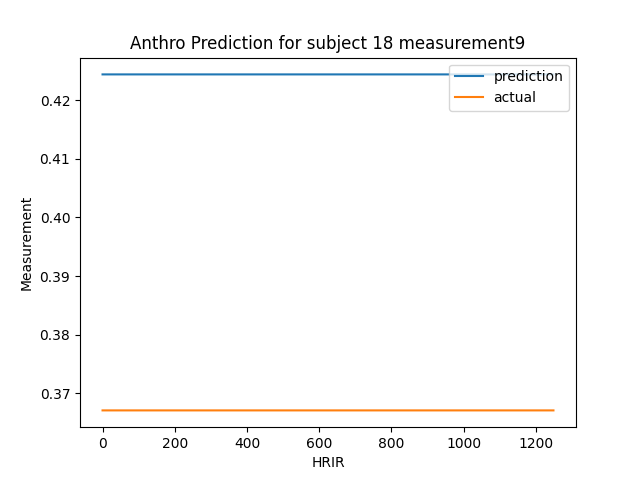 Anthro Prediction for subject 18 measurement9
prediction
actual
0.42
0.41
0.40
0.39
0.38
0.37
Measurement
0 200 400 600 800 1000 1200
HRIR